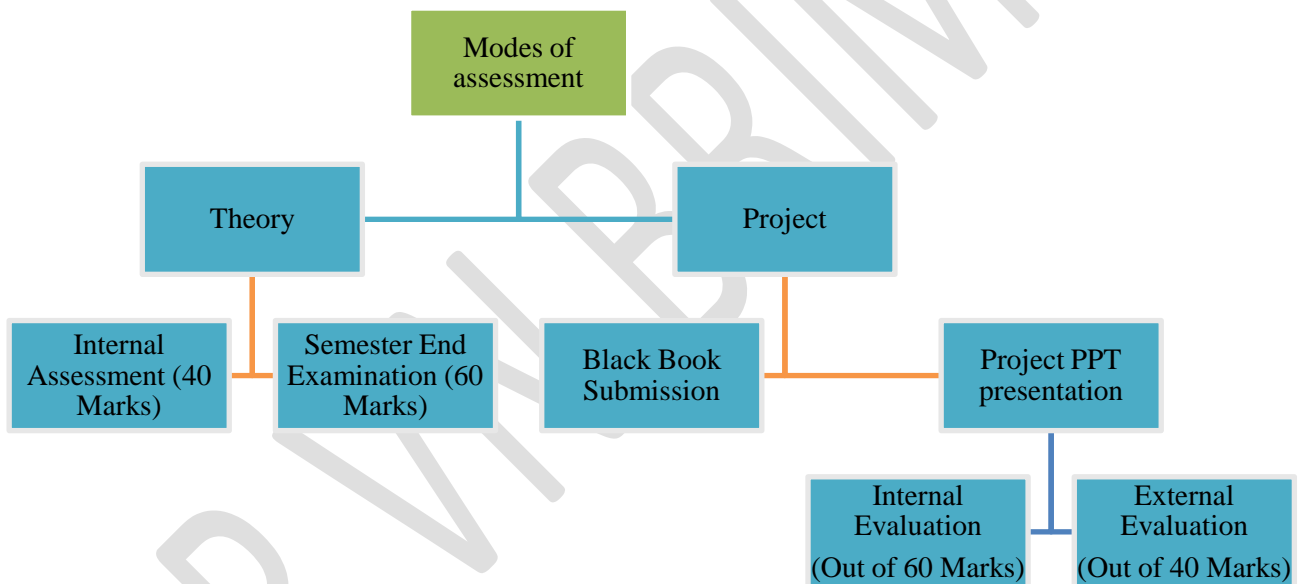 Modes of
assessment
Theory
Project
Internal
Assessment (40
Marks)
Semester End
Examination (60
Marks)
Black Book
Submission
Project PPT
presentation
Internal
Evaluation
(Out of 60 Marks)
External
Evaluation
(Out of 40 Marks)